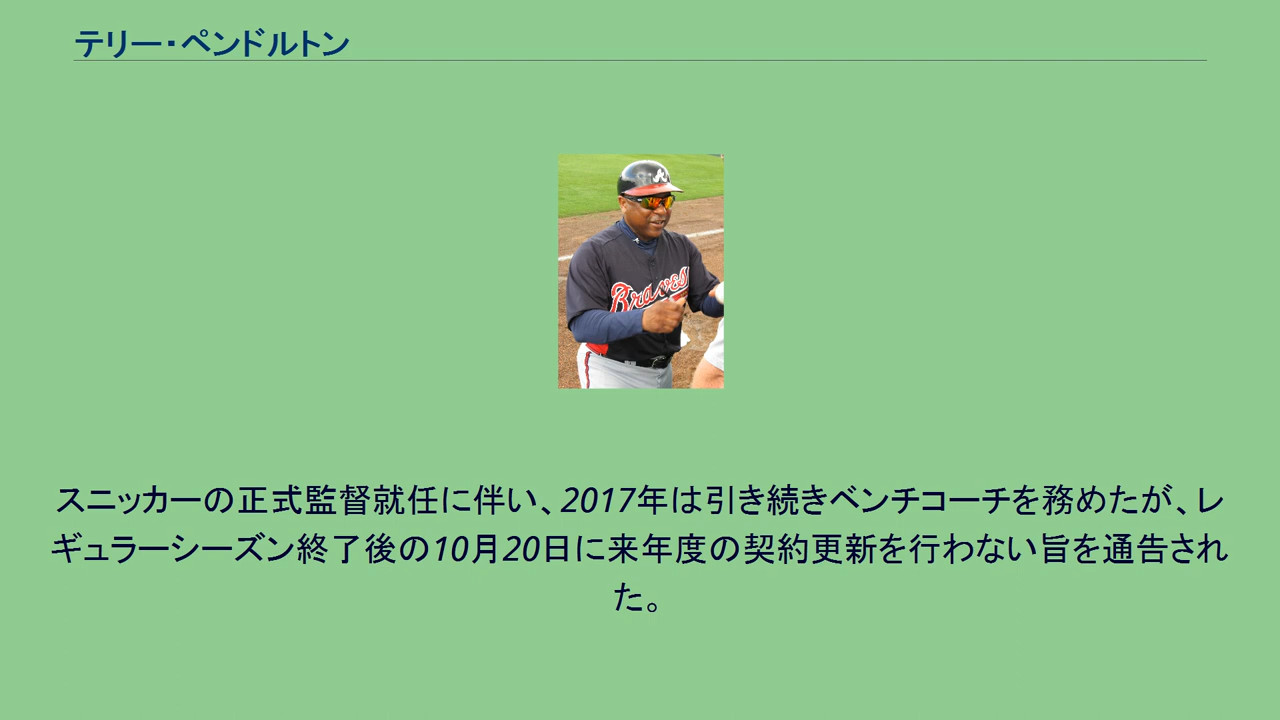 テリー・ペンドルトン
A
Braves
スニッカーの正式監督就任に伴い、2017年は引き続きベンチコーチを務めたが、レ
ギュラーシーズン終了後の10月20日に来年度の契約更新を行わない旨を通告され
た。